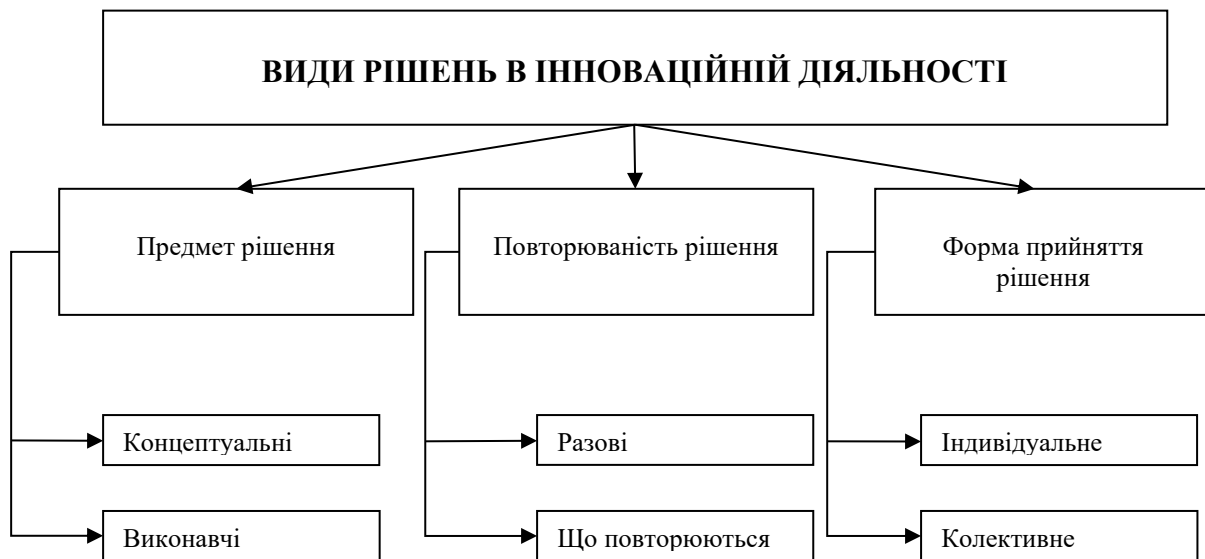 ВИДИ РІШЕНЬ В ІННОВАЦІЙНІЙ ДІЯЛЬНОСТІ
Предмет рішення
Повторюваність рішення
Форма прийняття
рішення
Концептуальні
Разові
Індивідуальне
Виконавчі
Що повторюються
Колективне